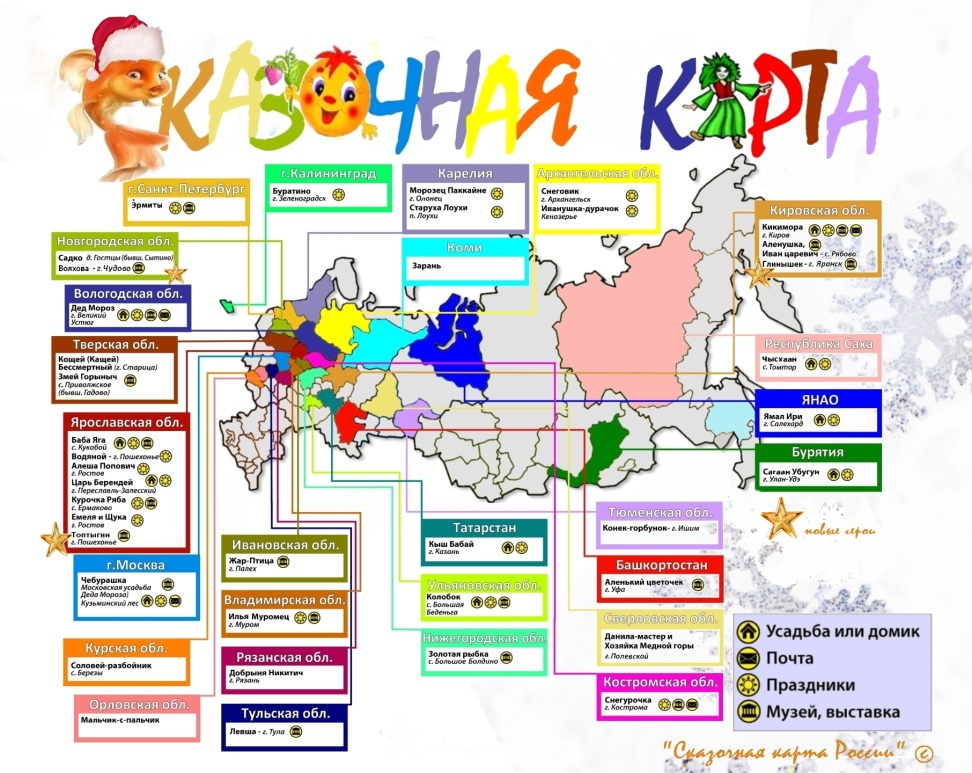 СКАЗОЧНАЯ КАРТА
г.Санкт-Петербург
Эрмиты
г.Калининград
Буратино
г. Зеленоградск
Карелия
Морозец Паккайне
г. Олонец
Старуха Лоухи
п. Лоухи
Архангельская обл.
Снеговик
г. Архангельск
Иванушка-дурачок
Кенозерье
Кировская обл.
Кикимора
г. Киров
Аленушка,
Иван царевич - с. Рябово
Глинышек - г. Яранск
Новгородская обл.
Садко д. Гостцы (бывш. Сытино)
Волхова - г. Чудово
Коми
Зарань
Вологодская обл.
Дед Мороз
г. Великий
Устюг
Тверская обл.
Кощей (Кащей)
Бессмертный (г. Старица)
Змей Горыныч
с. Приволжское
(бывш. Гадово)
Республика Саха
Чысхаан
с. Томтор
ЯНАО
Ямал Ири
г. Салехард
Ярославская обл.
Баба Яга
с. Кукобой
Водяной - г. Пошехонье
Алеша Попович
г. Ростов
Царь Берендей
г. Переславль-Залесский
Курочка Ряба
с. Ермаково
Емеля и Щука
г. Ростов
Топтыгин
г. Пошехонье
Бурятия
Сагаан Убугун
г. Улан-Удэ
новые герои
Тюменская обл.
Конек-горбунок- г. Ишим
Татарстан
Кыш Бабай
г. Казань
г.Москва
Чебурашка
Московская усадьба
Деда Мороза)
Кузьминский лес
Ивановская обл.
Жар-Птица
г. Палех
Башкортостан
Аленький цветочек
г. Уфа
Ульяновская обл.
Колобок
с. Большая
Беденьга
Владимирская обл.
Илья Муромец
г. Муром
Свердловская обл.
Данила-мастер и
Хозяйка Медной горы
г. Полевской
Нижегородская обл.
Золотая рыбка
с. Большое Болдино
Курская обл.
Соловей-разбойник
с. Березы
Рязанская обл.
Добрыня Никитич
г. Рязань
Костромская обл.
Снегурочка
г. Кострома
Орловская обл.
Мальчик-с-пальчик
Тульская обл.
Левша - г. Тула
Усадьба или домик
Почта
Праздники
Музей, выставка
"Сказочная карта России" ©